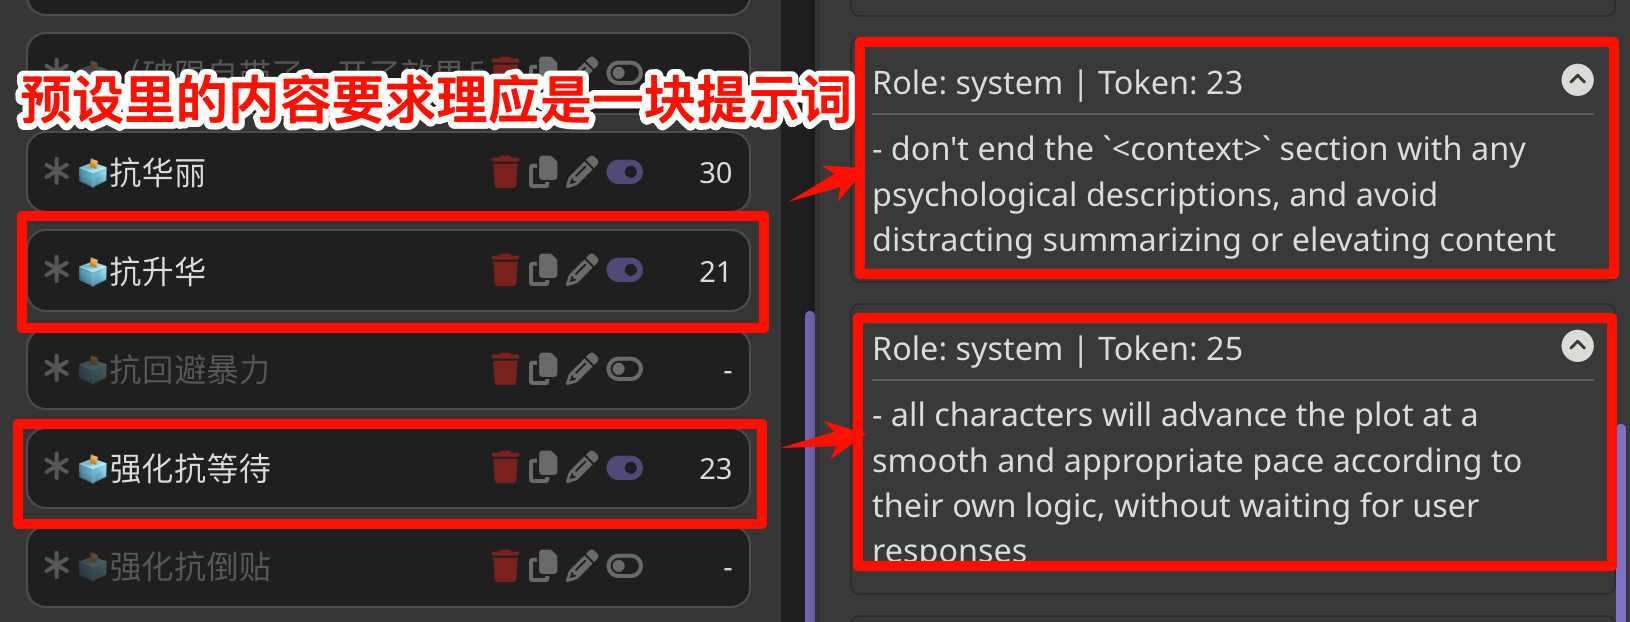 预设里的内容要求理应是一块提示词
抗华丽 30
抗升华 21
抗回避暴力 -
强化抗等待 23
强化抗倒贴 -
Role: system | Token: 23
- don't end the `<context>` section with any
psychological descriptions, and avoid
distracting summarizing or elevating content
Role: system | Token: 25
- all characters will advance the plot at a
smooth and appropriate pace according to
their own logic, without waiting for user
responses